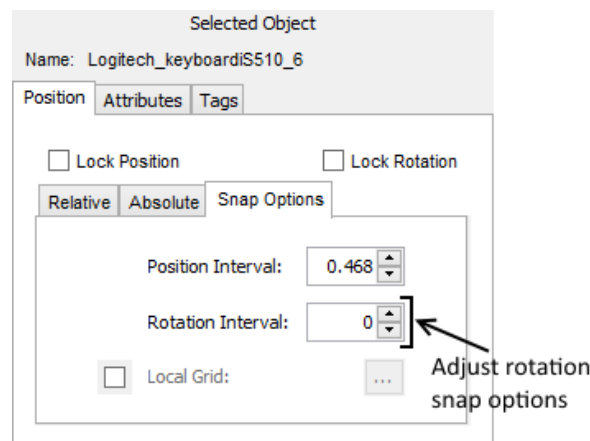 Selected Object
Name: Logitech_keyboardiS510_6
Position Attributes Tags
Lock Position Lock Rotation
Relative Absolute Snap Options
Position Interval: 0.468
Rotation Interval: 0
Local Grid: ...
Adjust rotation
snap options